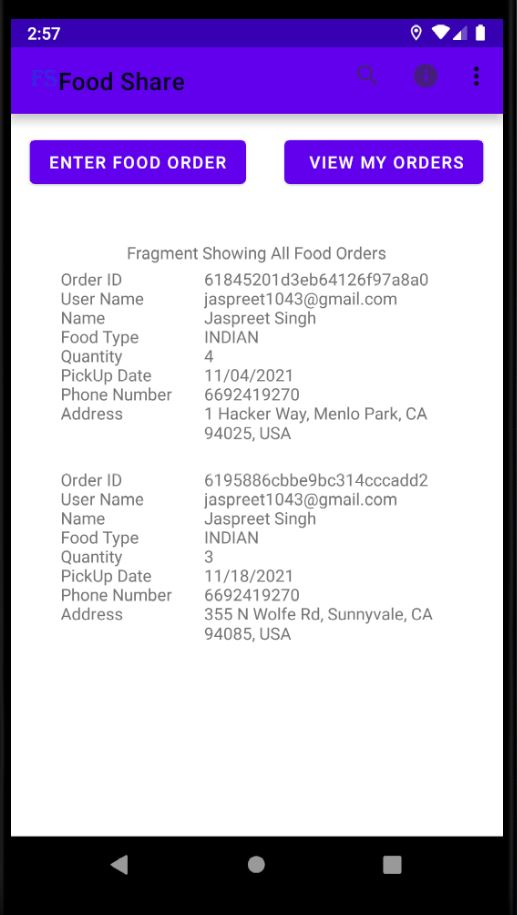 2:57
FS Food Share
ENTER FOOD ORDER VIEW MY ORDERS
Fragment Showing All Food Orders
Order ID 61845201d3eb64126f97a8a0
User Name jaspreet1043@gmail.com
Name Jaspreet Singh
Food Type INDIAN
Quantity 4
PickUp Date 11/04/2021
Phone Number 6692419270
Address 1 Hacker Way, Menlo Park, CA
94025, USA
Order ID 6195886cbbe9bc314cccadd2
User Name jaspreet1043@gmail.com
Name Jaspreet Singh
Food Type INDIAN
Quantity 3
PickUp Date 11/18/2021
Phone Number 6692419270
Address 355 N Wolfe Rd, Sunnyvale, CA
94085, USA